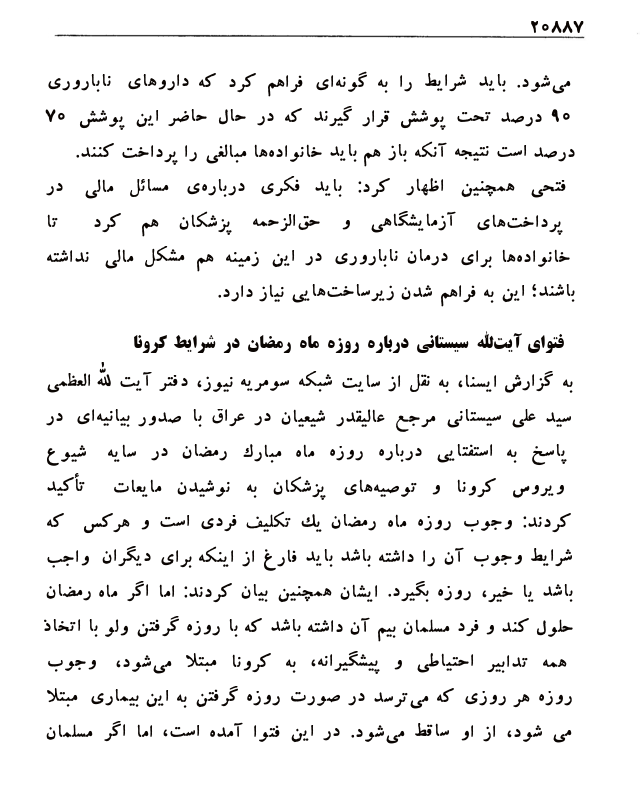 ۲۰۸۸۷
می‌شود. باید شرایط را به گونه‌ای فراهم کرد که داروهای ناباروری
۹۰ درصد تحت پوشش قرار گیرند که در حال حاضر این پوشش ۷۰
درصد است نتیجه آنکه باز هم باید خانواده‌ها مبالغی را پرداخت کنند.
فتحی همچنین اظهار کرد: باید فکری درباره‌ی مسائل مالی در
پرداخت‌های آزمایشگاهی و حق‌الزحمه پزشکان هم کرد تا
خانواده‌ها برای درمان ناباروری در این زمینه هم مشکل مالی نداشته
باشند؛ این به فراهم شدن زیرساخت‌هایی نیاز دارد.
فتوای آیت‌لله سیستانی درباره روزه ماه رمضان در شرایط کرونا
به گزارش ایسنا، به نقل از سایت شبکه سومریه نیوز، دفتر آیت لله العظمی
سید علی سیستانی مرجع عالیقدر شیعیان در عراق با صدور بیانیه‌ای در
پاسخ به استفتایی درباره روزه ماه مبارك رمضان در سایه شیوع
ویروس کرونا و توصیه‌های پزشکان به نوشیدن مایعات تأکید
کردند: وجوب روزه ماه رمضان یك تکلیف فردی است و هرکس که
شرایط وجوب آن را داشته باشد باید فارغ از اینکه برای دیگران واجب
باشد یا خیر، روزه بگیرد. ایشان همچنین بیان کردند: اما اگر ماه رمضان
حلول کند و فرد مسلمان بیم آن داشته باشد که با روزه گرفتن ولو با اتخاذ
همه تدابیر احتیاطی و پیشگیرانه، به کرونا مبتلا می‌شود، وجوب
روزه هر روزی که می‌ترسد در صورت روزه گرفتن به این بیماری مبتلا
می شود، از او ساقط می‌شود. در این فتوا آمده است، اما اگر مسلمان